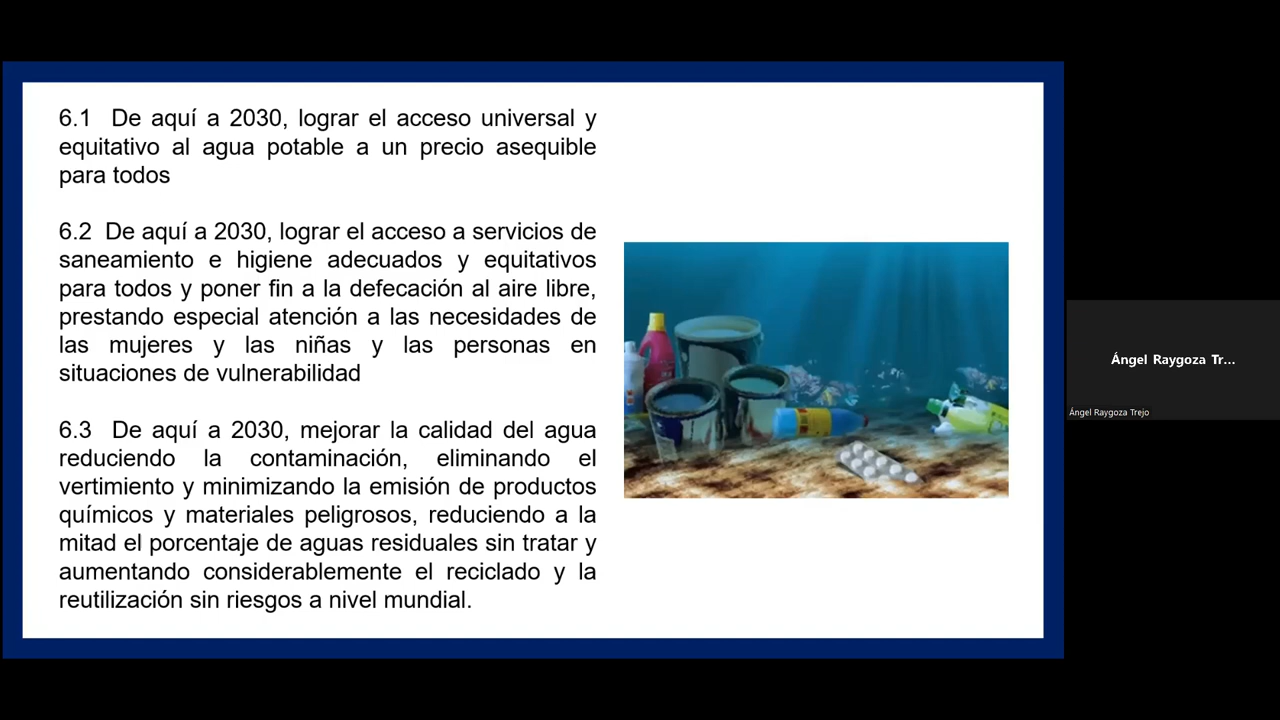 6.1 De aquí a 2030, lograr el acceso universal y
equitativo al agua potable a un precio asequible
para todos
6.2 De aquí a 2030, lograr el acceso a servicios de
saneamiento e higiene adecuados y equitativos
para todos y poner fin a la defecación al aire libre,
prestando especial atención a las necesidades de
las mujeres y las niñas y las personas en
situaciones de vulnerabilidad
6.3 De aquí a 2030, mejorar la calidad del agua
reduciendo la contaminación, eliminando el
vertimiento y minimizando la emisión de productos
químicos y materiales peligrosos, reduciendo a la
mitad el porcentaje de aguas residuales sin tratar y
aumentando considerablemente el reciclado y la
reutilización sin riesgos a nivel mundial.
Ángel Raygoza Tr...
Ángel Raygoza Trejo